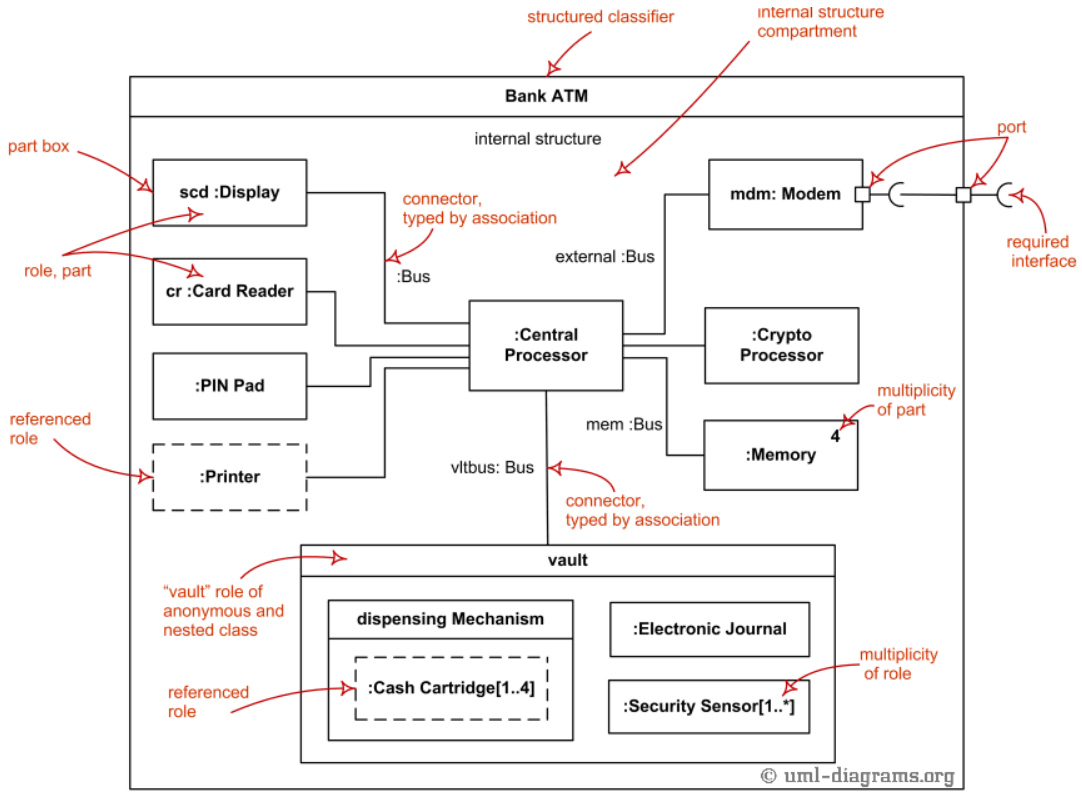 structured classifier
internal structure
compartment
Bank ATM
internal structure
port
part box
scd :Display
mdm: Modem
connector,
typed by association
required
interface
external :Bus
role, part
:Bus
cr :Card Reader
:Central
Processor
:Crypto
Processor
:PIN Pad
multiplicity
of part
referenced
role
mem :Bus
4
:Memory
:Printer
vltbus: Bus
connector,
typed by association
vault
"vault" role of
anonymous and
nested class
dispensing Mechanism
:Electronic Journal
multiplicity
of role
referenced
role
:Cash Cartridge[1..4]
:Security Sensor[1..*]
© uml-diagrams.org